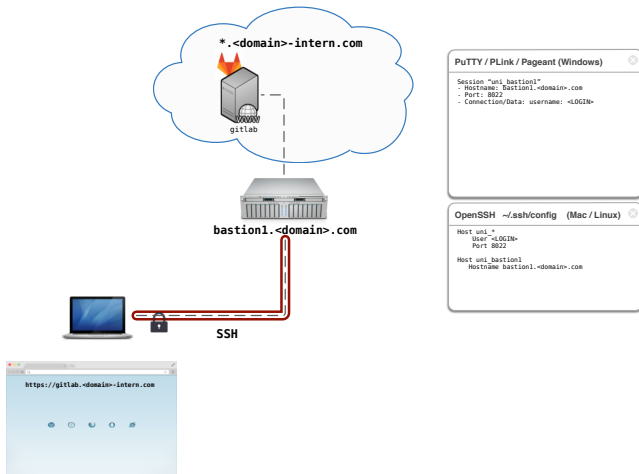 *.<domain>-intern.com
WWW
gitlab
bastion1.<domain>.com
SSH
https://gitlab.<domain>-intern.com
PuTTY / PLink / Pageant (Windows)
Session "uni_bastion1"
- Hostname: bastion1.<domain>.com
- Port: 8022
- Connection/Data: username: <LOGIN>
OpenSSH ~/.ssh/config (Mac / Linux)
Host uni_*
User <LOGIN>
Port 8022
Host uni_bastion1
Hostname bastion1.<domain>.com